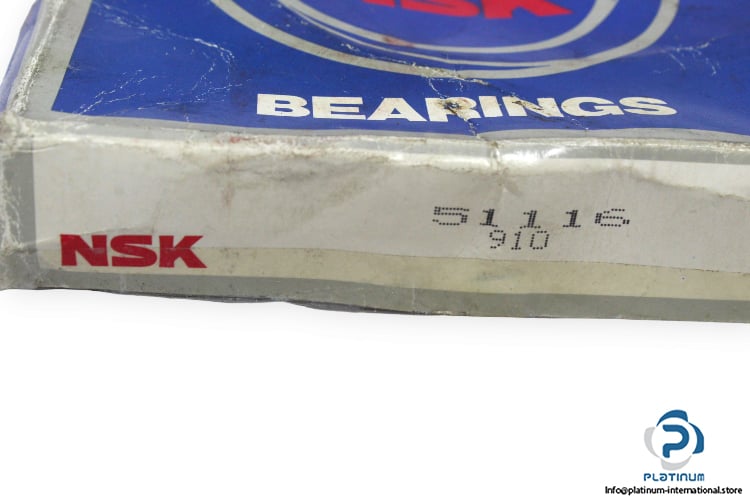 NSK
BEARINGS
51116
910
NSK
PLATINUM
Info@platinum-international.store